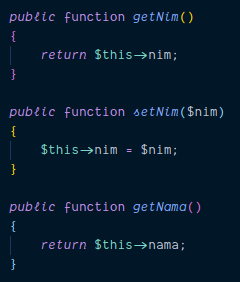 public function getNim()
{
return $this->nim;
}
public function setNim($nim)
{
$this->nim = $nim;
}
public function getNama()
{
return $this->nama;
}